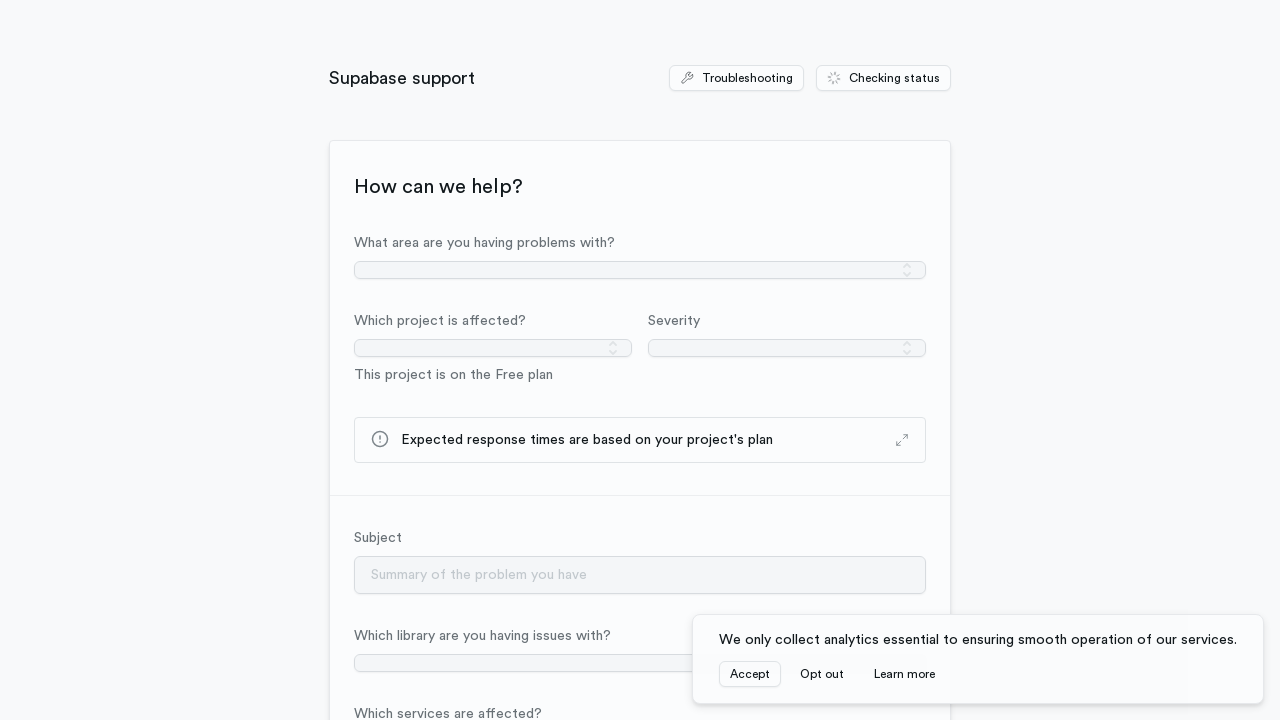 Supabase support
Troubleshooting
Checking status
How can we help?
What area are you having problems with?
Which project is affected?
Severity
This project is on the Free plan
Expected response times are based on your project's plan
Subject
Summary of the problem you have
Which library are you having issues with?
Which services are affected?
We only collect analytics essential to ensuring smooth operation of our services.
Accept
Opt out
Learn more